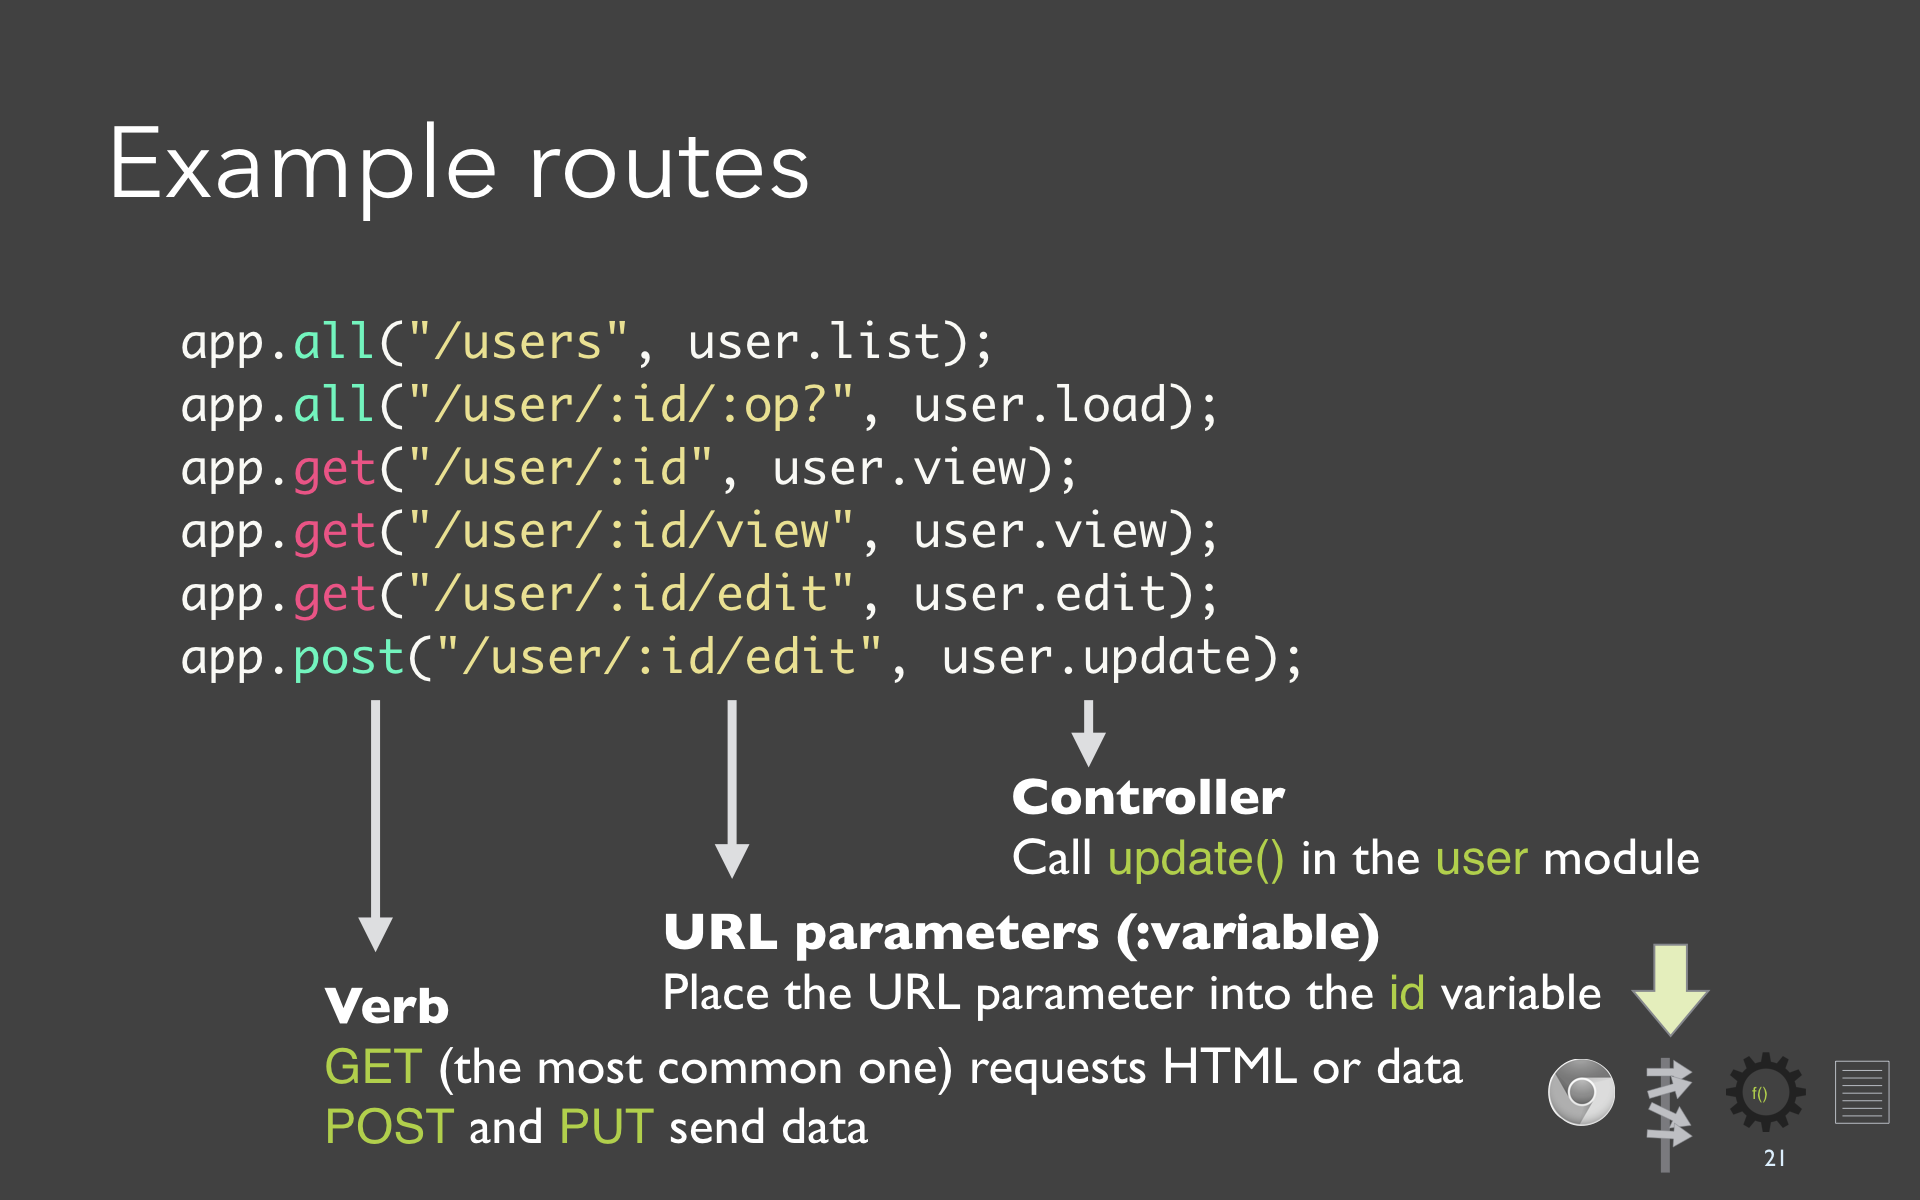 Example routes
app.all("/users", user.list);
app.all("/user/:id/:op?", user.load);
app.get("/user/:id", user.view);
app.get("/user/:id/view", user.view);
app.get("/user/:id/edit", user.edit);
app.post("/user/:id/edit", user.update);
Controller
Call update() in the user module
URL parameters (:variable)
Place the URL parameter into the id variable
Verb
GET (the most common one) requests HTML or data
POST and PUT send data
f()
21